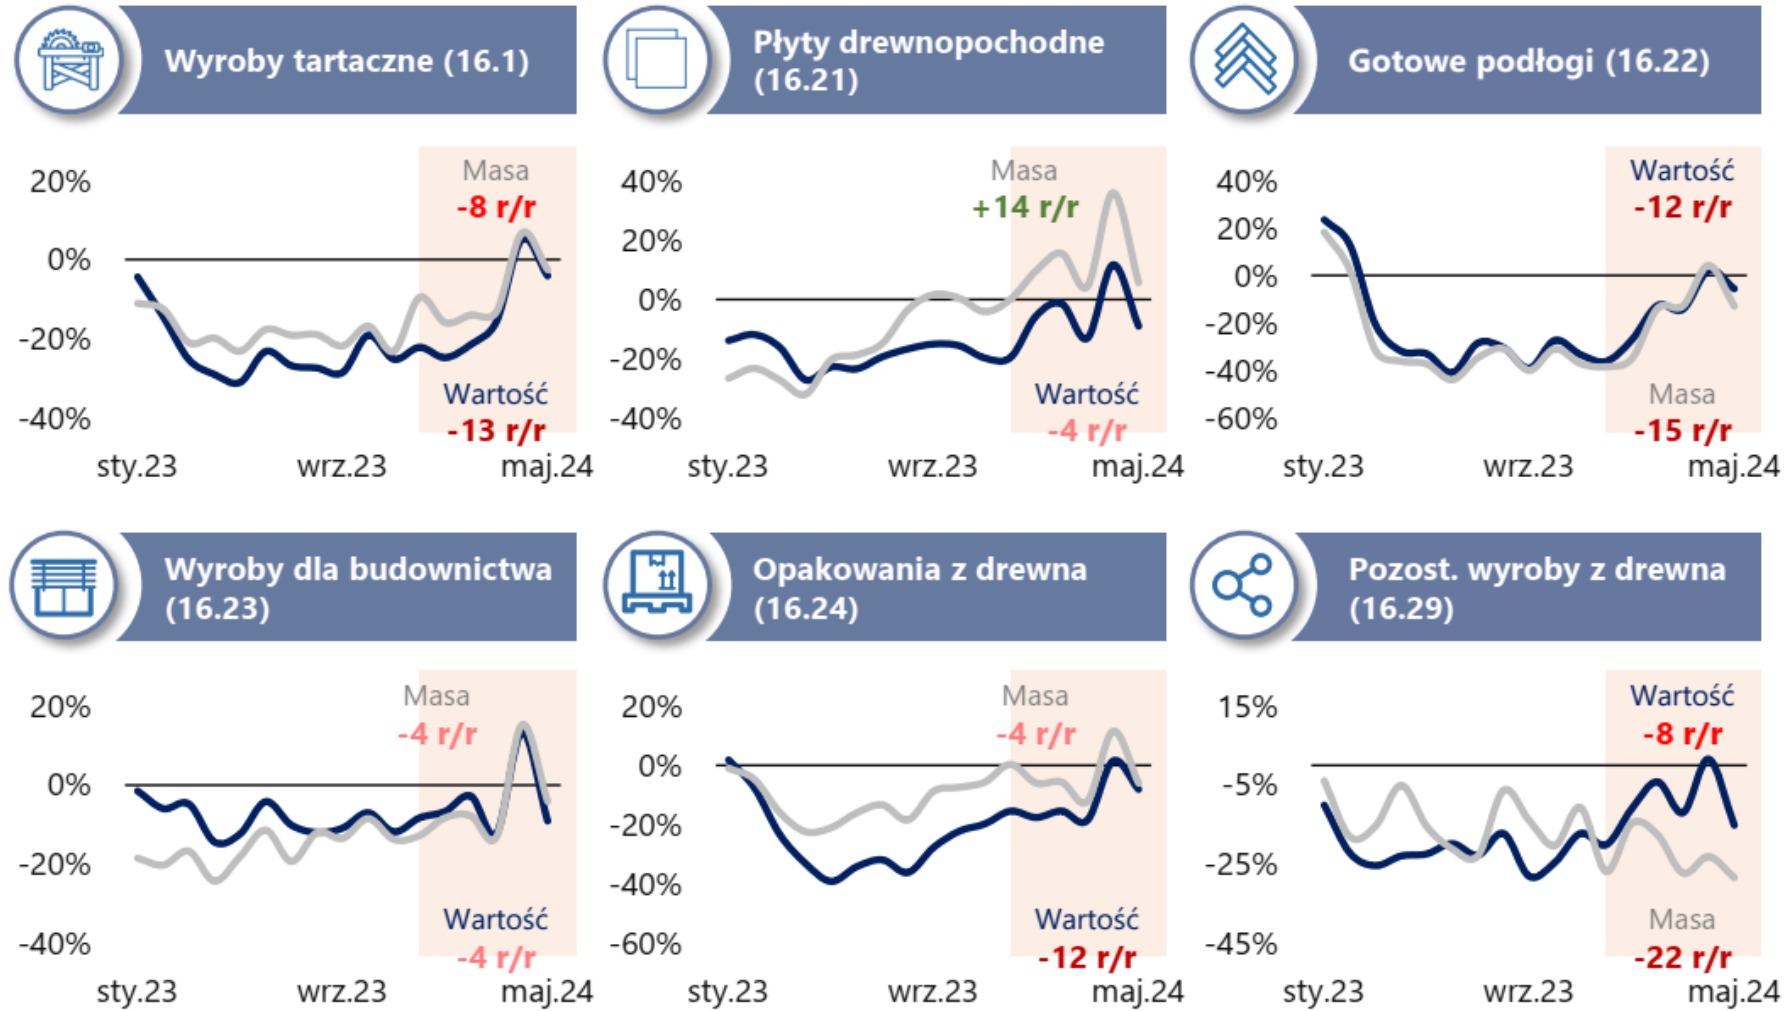 Wyroby tartaczne (16.1)
20%
0%
-20%
-40%
Masa
-8 r/r
Wartość
-13 r/r
sty.23
wrz.23
maj.24
Płyty drewnopochodne
(16.21)
40%
20%
0%
-20%
-40%
Masa
+14 r/r
Wartość
-4 r/r
sty.23
wrz.23
maj.24
Gotowe podłogi (16.22)
40%
20%
0%
-20%
-40%
-60%
Wartość
-12 r/r
Masa
-15 r/r
sty.23
wrz.23
maj.24
Wyroby dla budownictwa
(16.23)
20%
0%
-20%
-40%
Masa
-4 r/r
Wartość
-4 r/r
sty.23
wrz.23
maj.24
Opakowania z drewna
(16.24)
20%
0%
-20%
-40%
-60%
Masa
-4 r/r
Wartość
-12 r/r
sty.23
wrz.23
maj.24
Pozost. wyroby z drewna
(16.29)
15%
-5%
-25%
-45%
Wartość
-8 r/r
Masa
-22 r/r
sty.23
wrz.23
maj.24